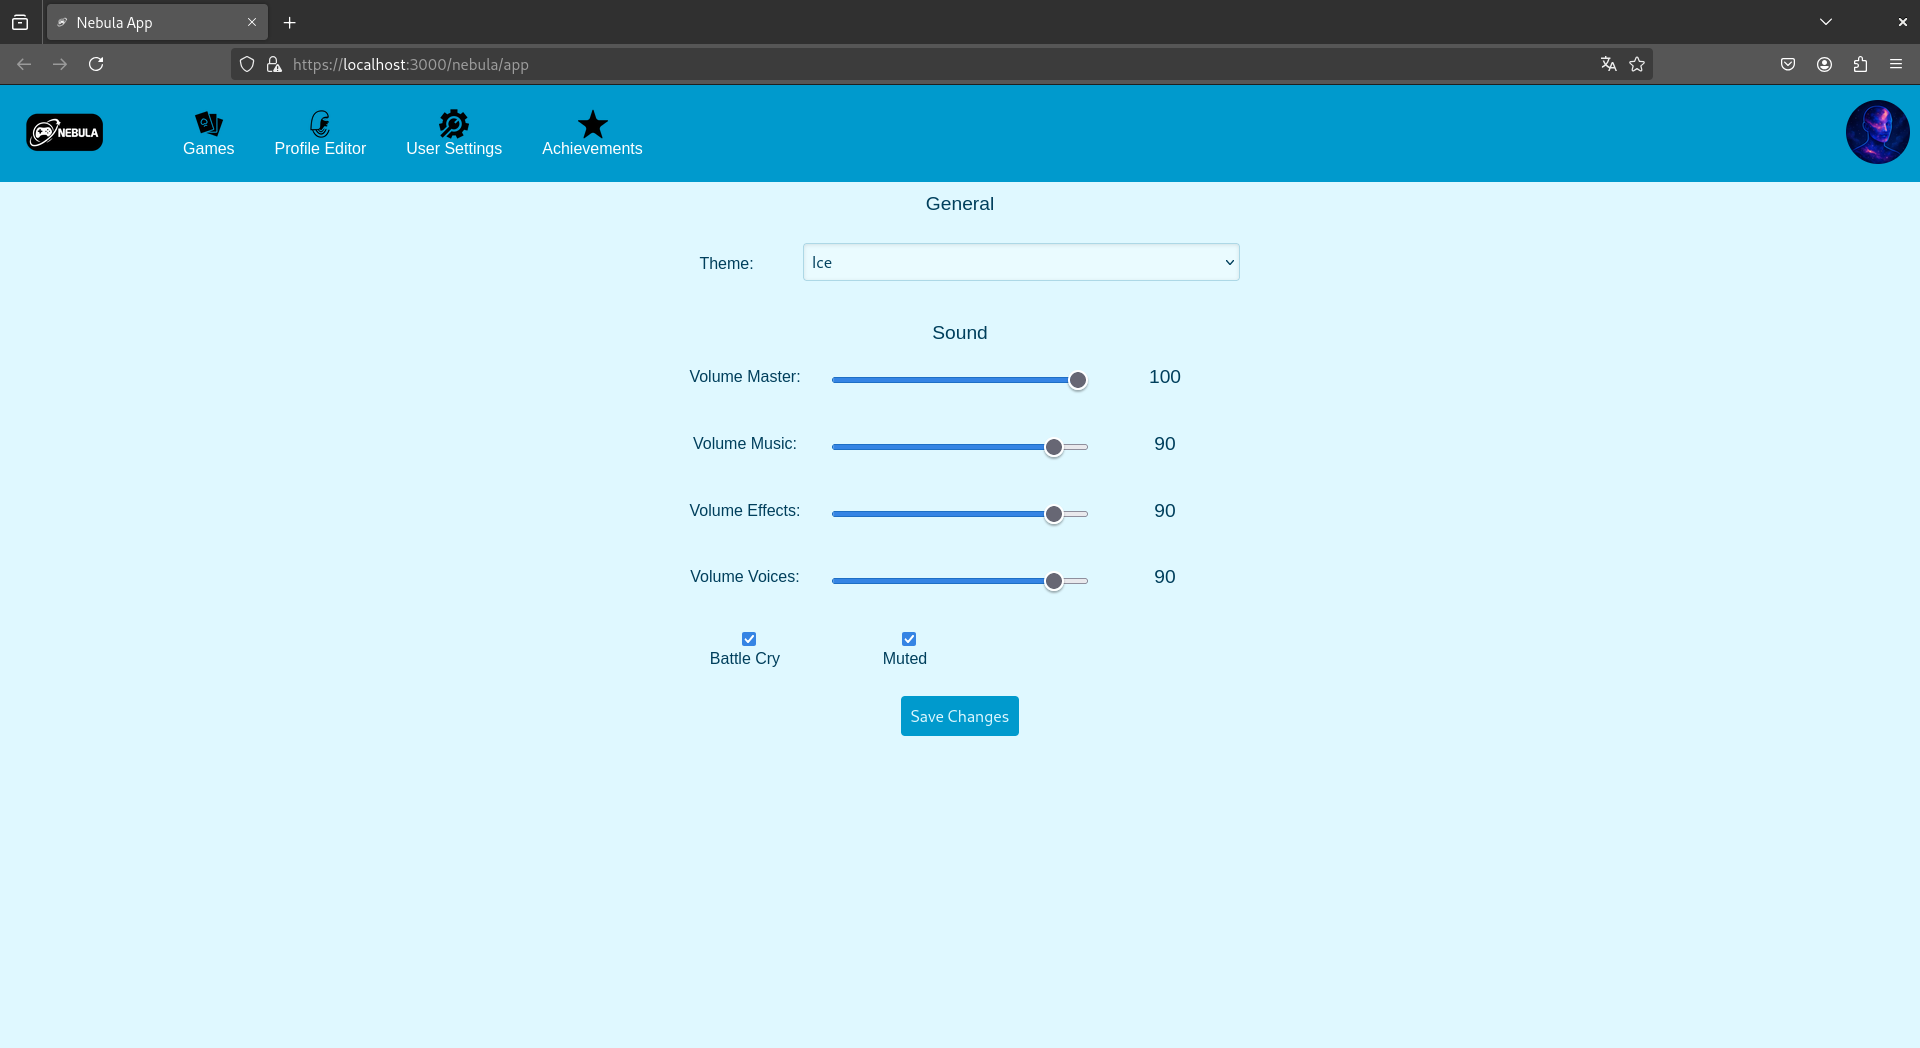 Nebula App
https://localhost:3000/nebula/app
NEBULA
Games
Profile Editor
User Settings
Achievements
General
Theme:
Ice
Sound
Volume Master:
100
Volume Music:
90
Volume Effects:
90
Volume Voices:
90
Battle Cry
Muted
Save Changes